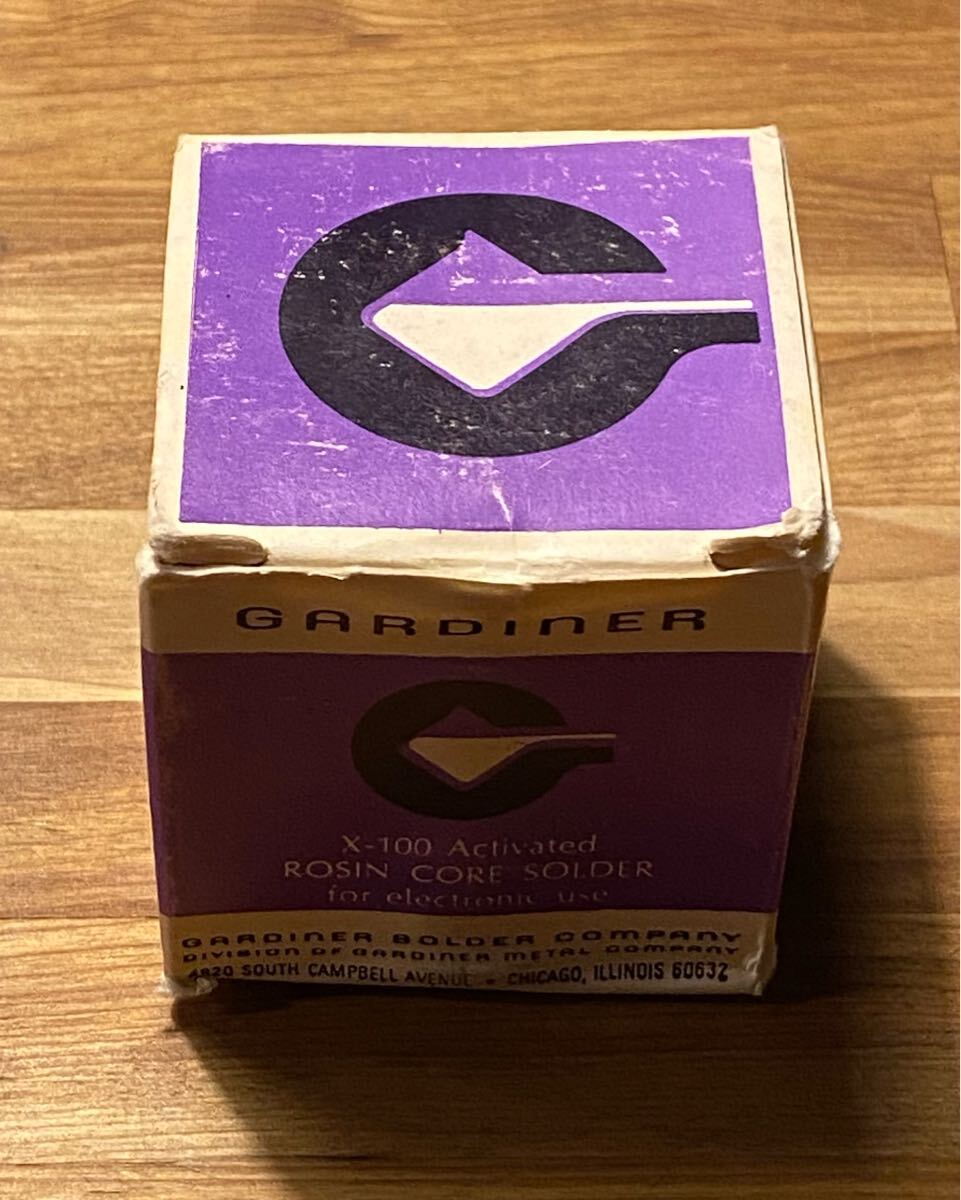 GARDINER
X-100 Activated
ROSIN CORE SOLDER
for electronic use
GARDINER SOLDER COMPANY
DIVISION OF GARDINER METAL COMPANY
4820 SOUTH CAMPBELL AVENUE • CHICAGO, ILLINOIS 60632